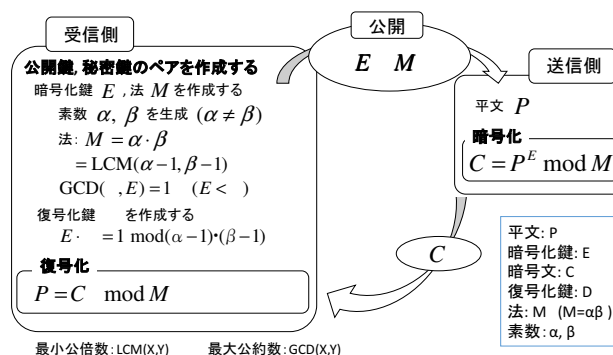 受信側
公開鍵,秘密鍵のペアを作成する
暗号化鍵 E ,法 M を作成する
素数 α, β を生成 (α ≠ β)
法: M = α·β
= LCM(α−1, β−1)
GCD( , E) = 1 (E < )
復号化鍵 を作成する
E· = 1 mod(α−1)・(β−1)
復号化
P = C mod M
公開
E M
送信側
平文 P
暗号化
C = P^E mod M
C
平文: P
暗号化鍵: E
暗号文: C
復号化鍵: D
法: M (M=αβ )
素数: α, β
最小公倍数: LCM(X,Y) 最大公約数: GCD(X,Y)